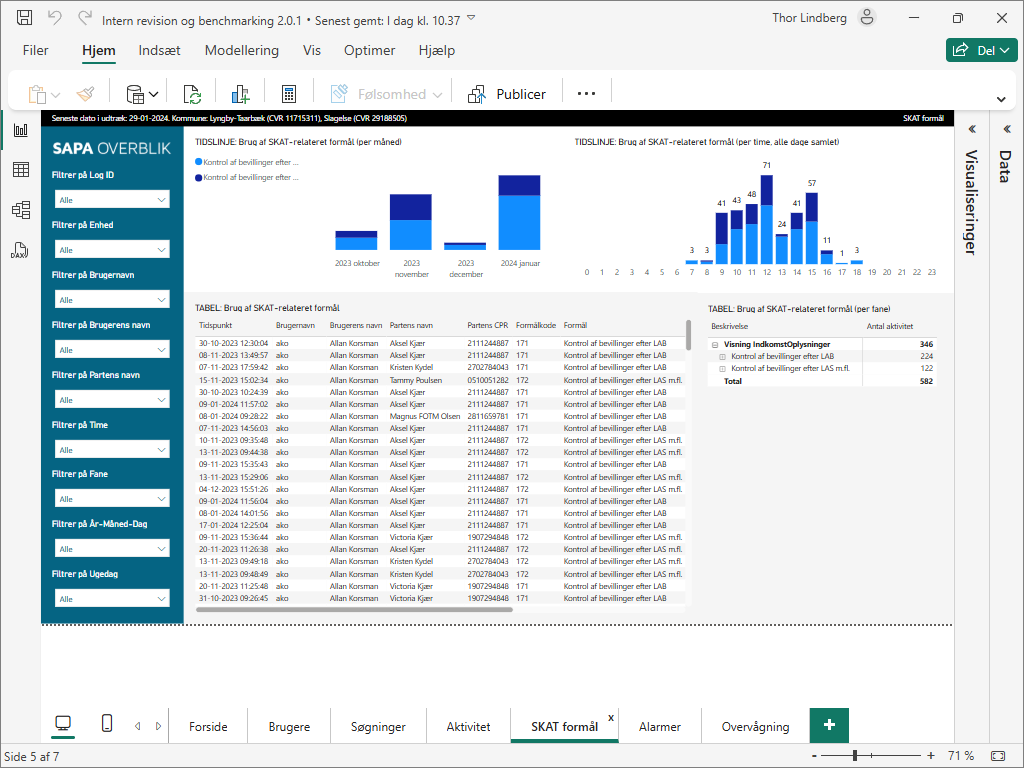 Intern revision og benchmarking 2.0.1 • Senest gemt: I dag kl. 10.37
Thor Lindberg
Filer
Hjem
Indsæt
Modellering
Vis
Optimer
Hjælp
Del
Følsomhed
Publicer
Seneste dato i udtræk: 29-01-2024. Kommune: Lyngby-Taarbæk (CVR 11715311), Slagelse (CVR 29188505)
SKAT formål
SAPA OVERBLIK
Filtrer på Log ID
Alle
Filtrer på Enhed
Alle
Filtrer på Brugernavn
Alle
Filtrer på Brugerens navn
Alle
Filtrer på Partens navn
Alle
Filtrer på Time
Alle
Filtrer på Fane
Alle
Filtrer på År-Måned-Dag
Alle
Filtrer på Ugedag
Alle
TIDSLINJE: Brug af SKAT-relateret formål (per måned)
Kontrol af bevillinger efter ...
Kontrol af bevillinger efter ...
2023 oktober
2023 november
2023 december
2024 januar
TIDSLINJE: Brug af SKAT-relateret formål (per time, alle dage samlet)
3 3 41 43 48 71 24 41 57 11 1 3
0 1 2 3 4 5 6 7 8 9 10 11 12 13 14 15 16 17 18 19 20 21 22 23
TABEL: Brug af SKAT-relateret formål
Tidspunkt Brugernavn Brugerens navn Partens navn Partens CPR Formålkode Formål
30-10-2023 12:30:04 ako Allan Korsman Aksel Kjær 2111244887 171 Kontrol af bevillinger efter LAB
08-11-2023 13:49:57 ako Allan Korsman Aksel Kjær 2111244887 171 Kontrol af bevillinger efter LAB
07-11-2023 17:59:42 ako Allan Korsman Kristen Kydel 2702784043 171 Kontrol af bevillinger efter LAB
15-11-2023 15:02:34 ako Allan Korsman Tammy Poulsen 0510051282 172 Kontrol af bevillinger efter LAS m.fl.
30-10-2023 10:24:39 ako Allan Korsman Aksel Kjær 2111244887 171 Kontrol af bevillinger efter LAB
09-01-2024 11:57:02 ako Allan Korsman Aksel Kjær 2111244887 171 Kontrol af bevillinger efter LAB
08-01-2024 09:28:22 ako Allan Korsman Magnus FOTM Olsen 2811659781 171 Kontrol af bevillinger efter LAB
07-11-2023 14:56:03 ako Allan Korsman Aksel Kjær 2111244887 171 Kontrol af bevillinger efter LAB
10-11-2023 09:35:48 ako Allan Korsman Aksel Kjær 2111244887 172 Kontrol af bevillinger efter LAS m.fl.
13-11-2023 09:44:38 ako Allan Korsman Aksel Kjær 2111244887 172 Kontrol af bevillinger efter LAS m.fl.
09-11-2023 15:35:43 ako Allan Korsman Aksel Kjær 2111244887 171 Kontrol af bevillinger efter LAB
13-11-2023 15:29:06 ako Allan Korsman Aksel Kjær 2111244887 172 Kontrol af bevillinger efter LAS m.fl.
04-12-2023 15:51:26 ako Allan Korsman Aksel Kjær 2111244887 172 Kontrol af bevillinger efter LAS m.fl.
09-01-2024 11:56:04 ako Allan Korsman Aksel Kjær 2111244887 171 Kontrol af bevillinger efter LAB
08-01-2024 14:01:56 ako Allan Korsman Aksel Kjær 2111244887 171 Kontrol af bevillinger efter LAB
17-01-2024 12:25:04 ako Allan Korsman Aksel Kjær 2111244887 171 Kontrol af bevillinger efter LAB
09-11-2023 15:36:44 ako Allan Korsman Victoria Kjær 1907294848 172 Kontrol af bevillinger efter LAS m.fl.
20-11-2023 11:26:38 ako Allan Korsman Aksel Kjær 2111244887 172 Kontrol af bevillinger efter LAS m.fl.
13-11-2023 09:49:18 ako Allan Korsman Kristen Kydel 2702784043 172 Kontrol af bevillinger efter LAS m.fl.
13-11-2023 09:48:49 ako Allan Korsman Kristen Kydel 2702784043 172 Kontrol af bevillinger efter LAS m.fl.
20-11-2023 11:25:48 ako Allan Korsman Victoria Kjær 1907294848 171 Kontrol af bevillinger efter LAB
31-10-2023 09:26:45 ako Allan Korsman Victoria Kjær 1907294848 171 Kontrol af bevillinger efter LAB
TABEL: Brug af SKAT-relateret formål (per fane)
Beskrivelse Antal aktivitet
Visning IndkomstOplysninger 346
Kontrol af bevillinger efter LAB 224
Kontrol af bevillinger efter LAS m.fl. 122
Total 582
Visualiseringer
Data
DAX
Forside
Brugere
Søgninger
Aktivitet
SKAT formål x
Alarmer
Overvågning
+
Side 5 af 7
- + 71 %